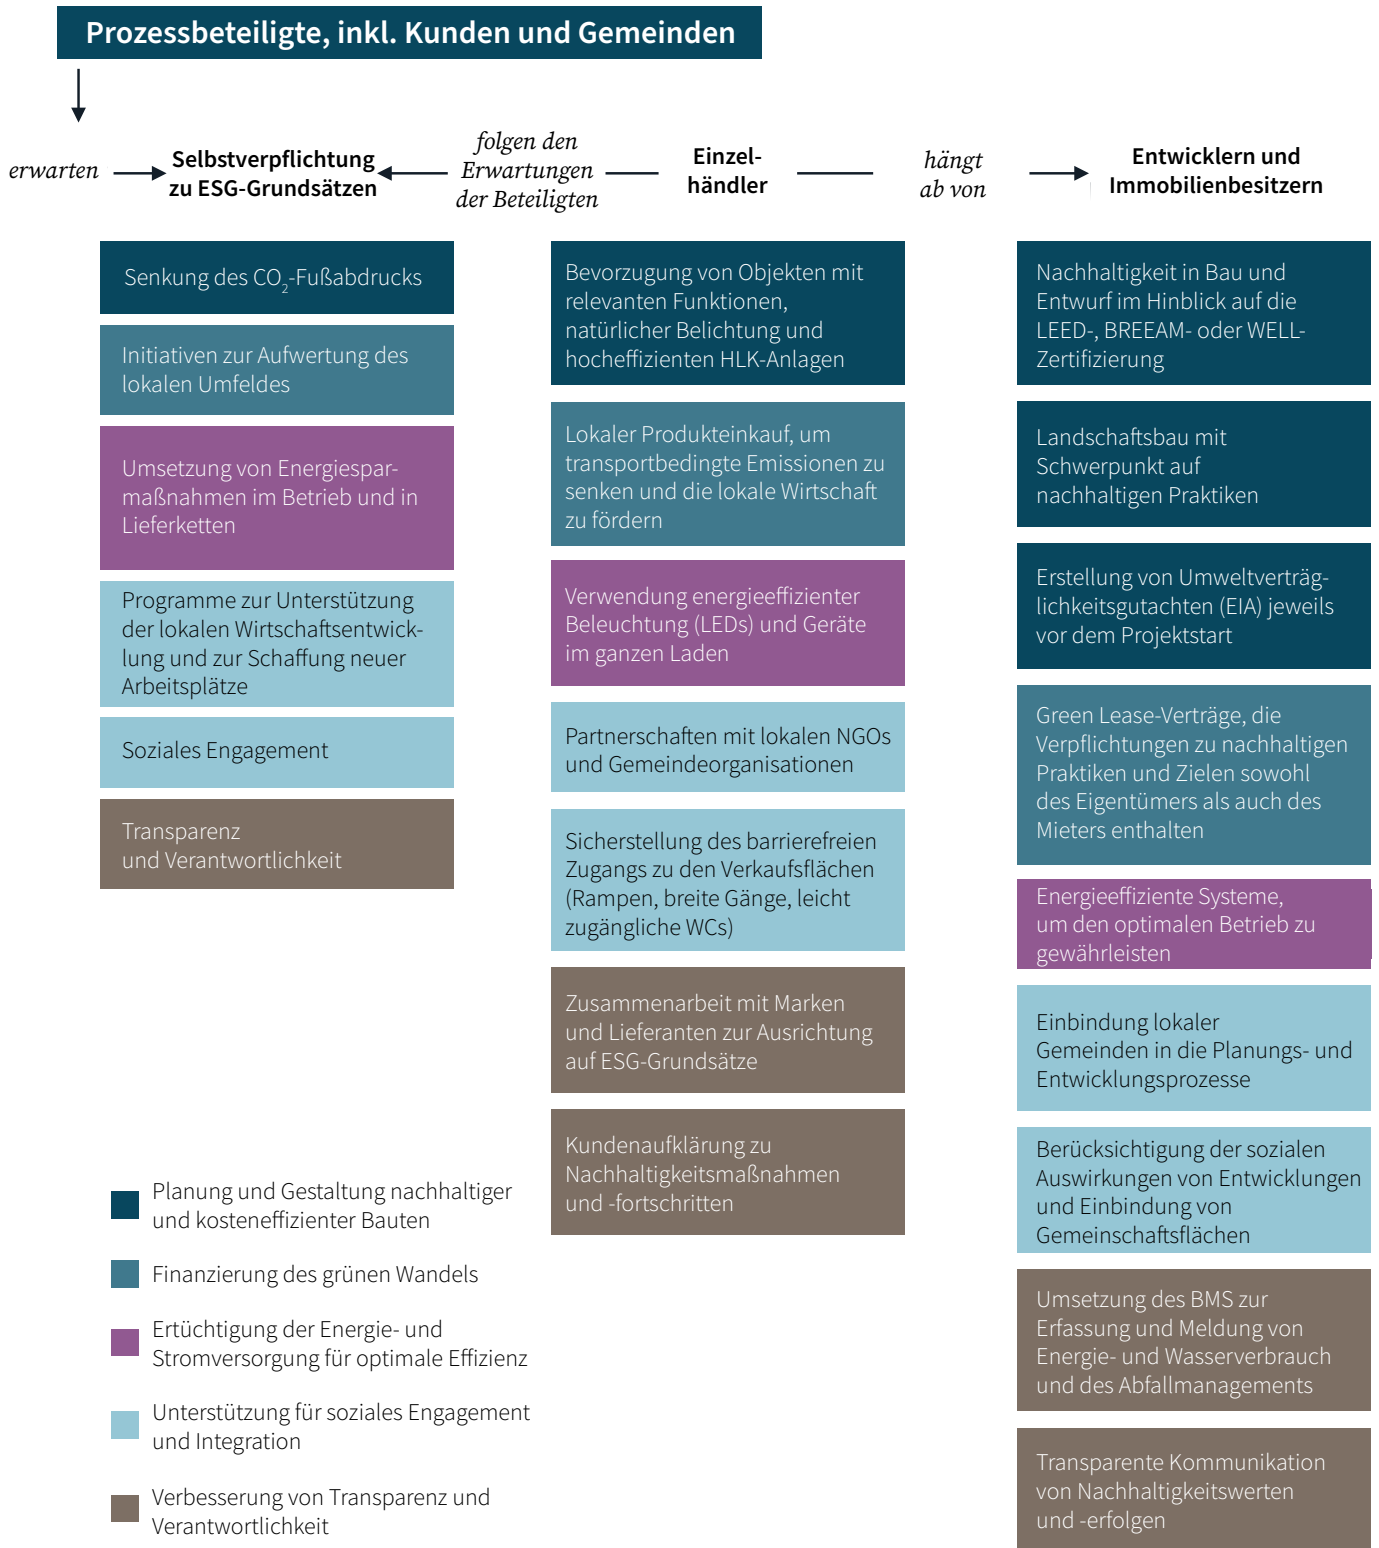 Prozessbeteiligte, inkl. Kunden und Gemeinden
erwarten
Selbstverpflichtung
zu ESG-Grundsätzen
folgen den
Erwartungen
der Beteiligten
Einzel-
händler
hängt
ab von
Entwicklern und
Immobilienbesitzern
Senkung des CO₂-Fußabdrucks
Initiativen zur Aufwertung des
lokalen Umfeldes
Umsetzung von Energiespar-
maßnahmen im Betrieb und in
Lieferketten
Programme zur Unterstützung
der lokalen Wirtschaftsentwick-
lung und zur Schaffung neuer
Arbeitsplätze
Soziales Engagement
Transparenz
und Verantwortlichkeit
Bevorzugung von Objekten mit
relevanten Funktionen,
natürlicher Belichtung und
hocheffizienten HLK-Anlagen
Lokaler Produkteinkauf, um
transportbedingte Emissionen zu
senken und die lokale Wirtschaft
zu fördern
Verwendung energieeffizienter
Beleuchtung (LEDs) und Geräte
im ganzen Laden
Partnerschaften mit lokalen NGOs
und Gemeindeorganisationen
Sicherstellung des barrierefreien
Zugangs zu den Verkaufsflächen
(Rampen, breite Gänge, leicht
zugängliche WCs)
Zusammenarbeit mit Marken
und Lieferanten zur Ausrichtung
auf ESG-Grundsätze
Kundenaufklärung zu
Nachhaltigkeitsmaßnahmen
und -fortschritten
Nachhaltigkeit in Bau und
Entwurf im Hinblick auf die
LEED-, BREEAM- oder WELL-
Zertifizierung
Landschaftsbau mit
Schwerpunkt auf
nachhaltigen Praktiken
Erstellung von Umweltverträg-
lichkeitsgutachten (EIA) jeweils
vor dem Projektstart
Green Lease-Verträge, die
Verpflichtungen zu nachhaltigen
Praktiken und Zielen sowohl
des Eigentümers als auch des
Mieters enthalten
Energieeffiziente Systeme,
um den optimalen Betrieb zu
gewährleisten
Einbindung lokaler
Gemeinden in die Planungs- und
Entwicklungsprozesse
Berücksichtigung der sozialen
Auswirkungen von Entwicklungen
und Einbindung von
Gemeinschaftsflächen
Umsetzung des BMS zur
Erfassung und Meldung von
Energie- und Wasserverbrauch
und des Abfallmanagements
Transparente Kommunikation
von Nachhaltigkeitswerten
und -erfolgen
Planung und Gestaltung nachhaltiger
und kosteneffizienter Bauten
Finanzierung des grünen Wandels
Ertüchtigung der Energie- und
Stromversorgung für optimale Effizienz
Unterstützung für soziales Engagement
und Integration
Verbesserung von Transparenz und
Verantwortlichkeit